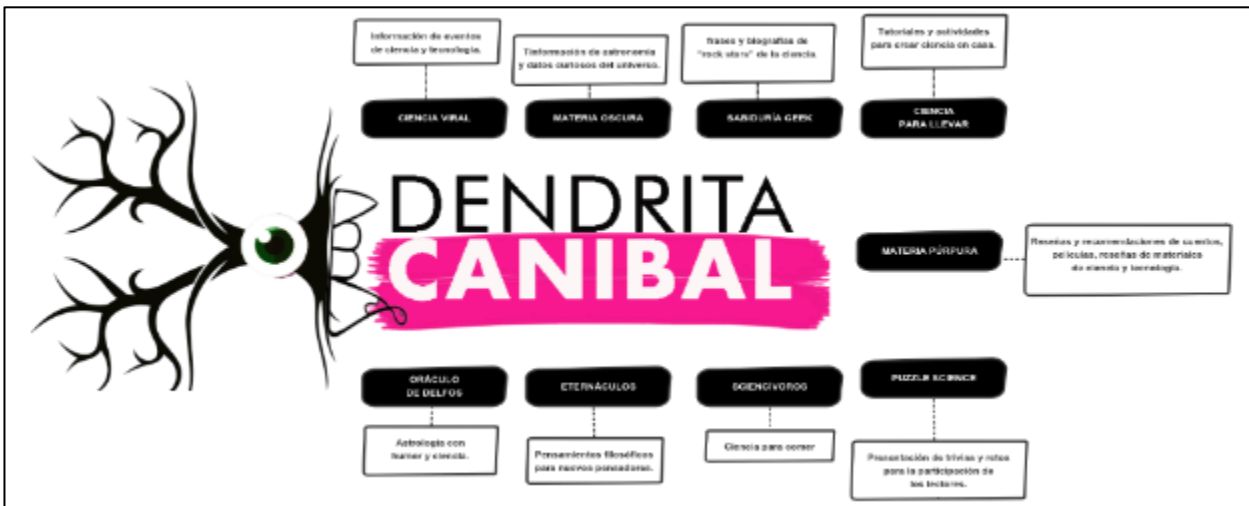 Información de eventos
de ciencia y tecnología.
Tinformación de astronomía
y datos curiosos del universo.
frases y biografías de
"rock stars" de la ciencia.
Tutoriales y actividades
para crear ciencia en casa.
CIENCIA VIRAL
MATERIA OSCURA
SABIDURÍA GEEK
CIENCIA
PARA LLEVAR
DENDRITA
CANIBAL
MATERIA PÚRPURA
Reseñas y recomendaciones de cuentos,
películas, reseñas de materiales
de ciencia y tecnología.
ORÁCULO
DE DELFOS
ETERNÁCULOS
SCIENCÍVOROS
PUZZLE SCIENCE
Astrología con
humor y ciencia.
Pensamientos filosóficos
para nuevos pensadores.
Ciencia para comer
Presentación de trivias y retos
para la participación de
los lectores.